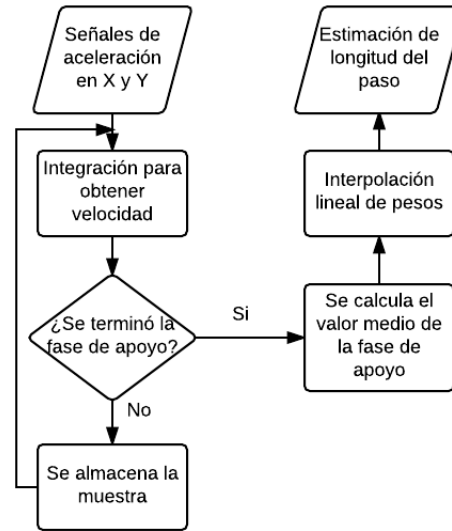 Señales de
aceleración
en X y Y
Integración para
obtener
velocidad
¿Se terminó la
fase de apoyo?
No
Se almacena la
muestra
Si
Se calcula el
valor medio de
la fase de
apoyo
Interpolación
lineal de pesos
Estimación de
longitud del
paso